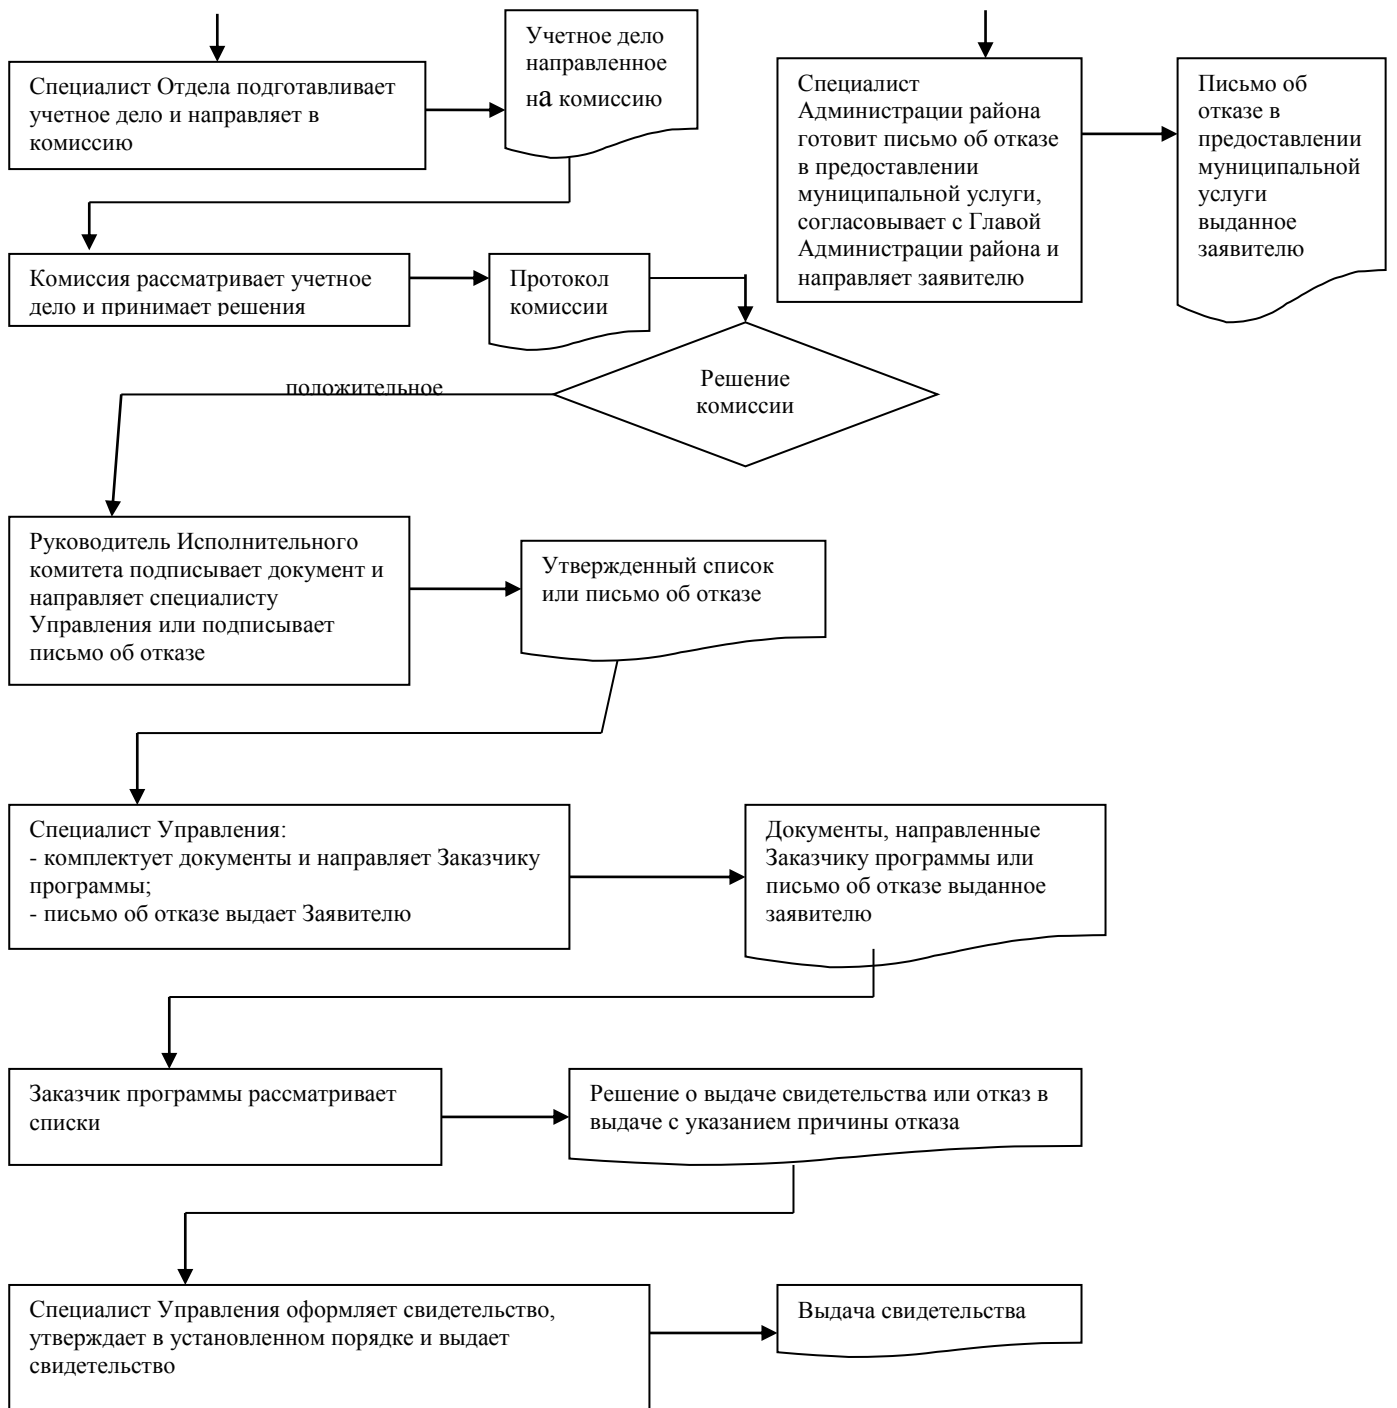 Специалист Отдела подготавливает
учетное дело и направляет в
комиссию
Учетное дело
направленное
на комиссию
Специалист
Администрации района
готовит письмо об отказе
в предоставлении
муниципальной услуги,
согласовывает с Главой
Администрации района и
направляет заявителю
Письмо об
отказе в
предоставлении
муниципальной
услуги
выданное
заявителю
Комиссия рассматривает учетное
дело и принимает решения
Протокол
комиссии
Решение
комиссии
положительное
Руководитель Исполнительного
комитета подписывает документ и
направляет специалисту
Управления или подписывает
письмо об отказе
Утвержденный список
или письмо об отказе
Специалист Управления:
- комплектует документы и направляет Заказчику
программы;
- письмо об отказе выдает Заявителю
Документы, направленные
Заказчику программы или
письмо об отказе выданное
заявителю
Заказчик программы рассматривает
списки
Решение о выдаче свидетельства или отказ в
выдаче с указанием причины отказа
Специалист Управления оформляет свидетельство,
утверждает в установленном порядке и выдает
свидетельство
Выдача свидетельства